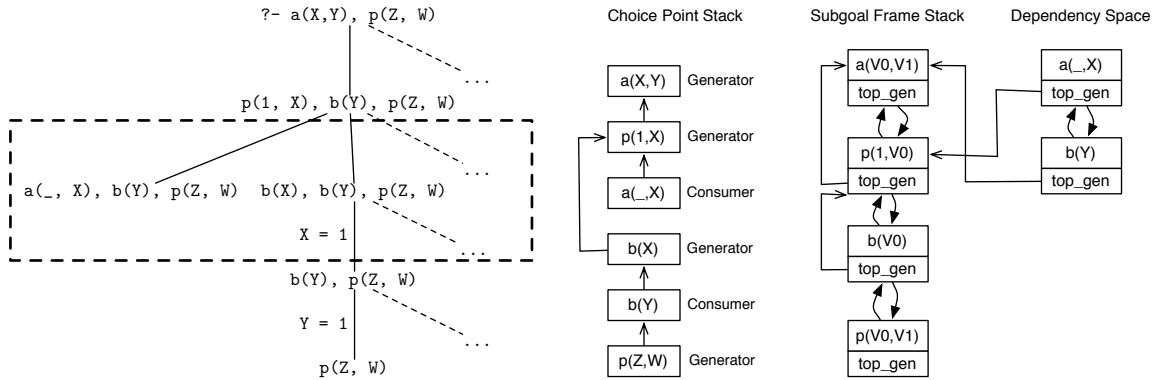 ?- a(X,Y), p(Z, W)
...
p(1, X), b(Y), p(Z, W)
...
a(_, X), b(Y), p(Z, W)
b(X), b(Y), p(Z, W)
X = 1
...
b(Y), p(Z, W)
Y = 1
...
p(Z, W)
Choice Point Stack
a(X,Y) Generator
p(1,X) Generator
a(_,X) Consumer
b(X) Generator
b(Y) Consumer
p(Z,W) Generator
Subgoal Frame Stack
a(V0,V1)
top_gen
p(1,V0)
top_gen
b(V0)
top_gen
p(V0,V1)
top_gen
Dependency Space
a(_,X)
top_gen
b(Y)
top_gen